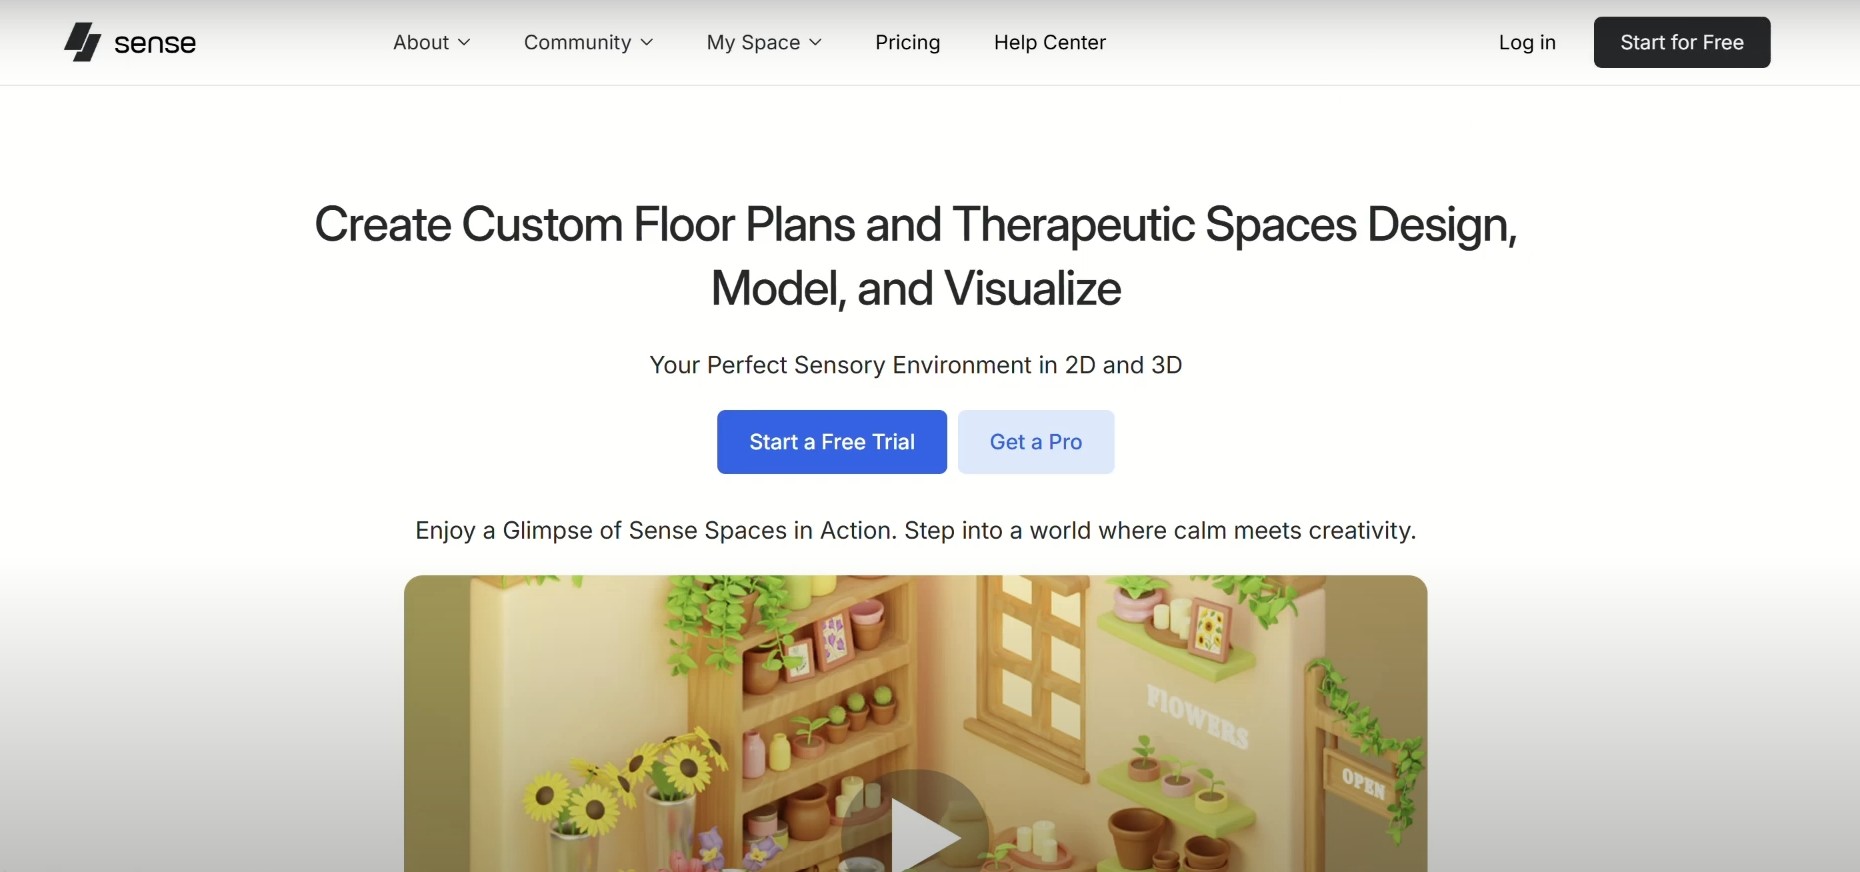 sense
About
Community
My Space
Pricing
Help Center
Log in
Start for Free
Create Custom Floor Plans and Therapeutic Spaces Design,
Model, and Visualize
Your Perfect Sensory Environment in 2D and 3D
Start a Free Trial
Get a Pro
Enjoy a Glimpse of Sense Spaces in Action. Step into a world where calm meets creativity.
FlOWERS
OPEN